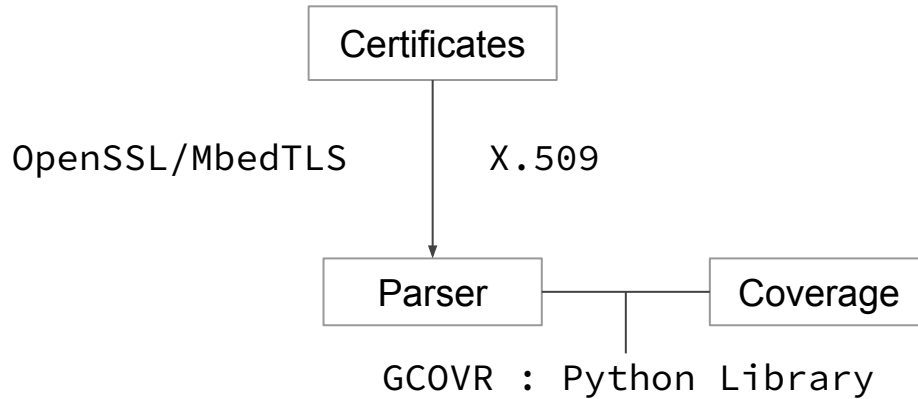 Certificates
OpenSSL/MbedTLS
X.509
Parser
Coverage
GCOVR : Python Library